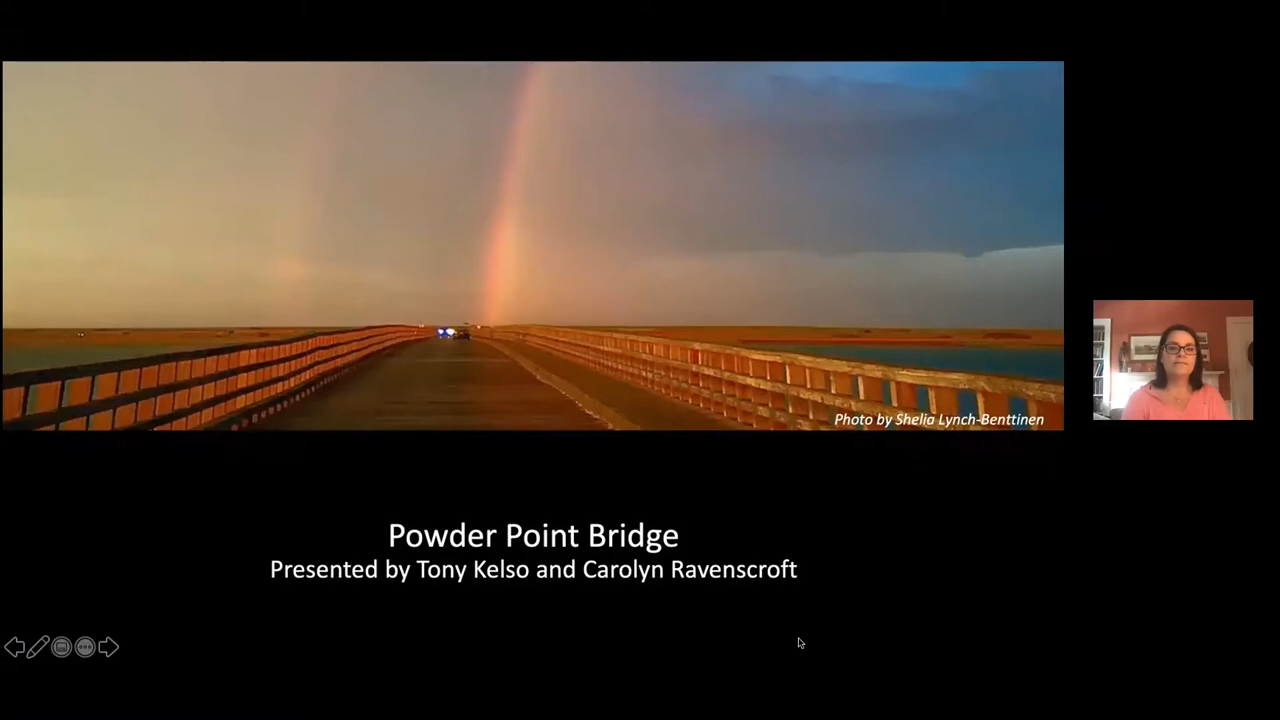 Photo by Shelia Lynch-Benttinen
Powder Point Bridge
Presented by Tony Kelso and Carolyn Ravenscroft